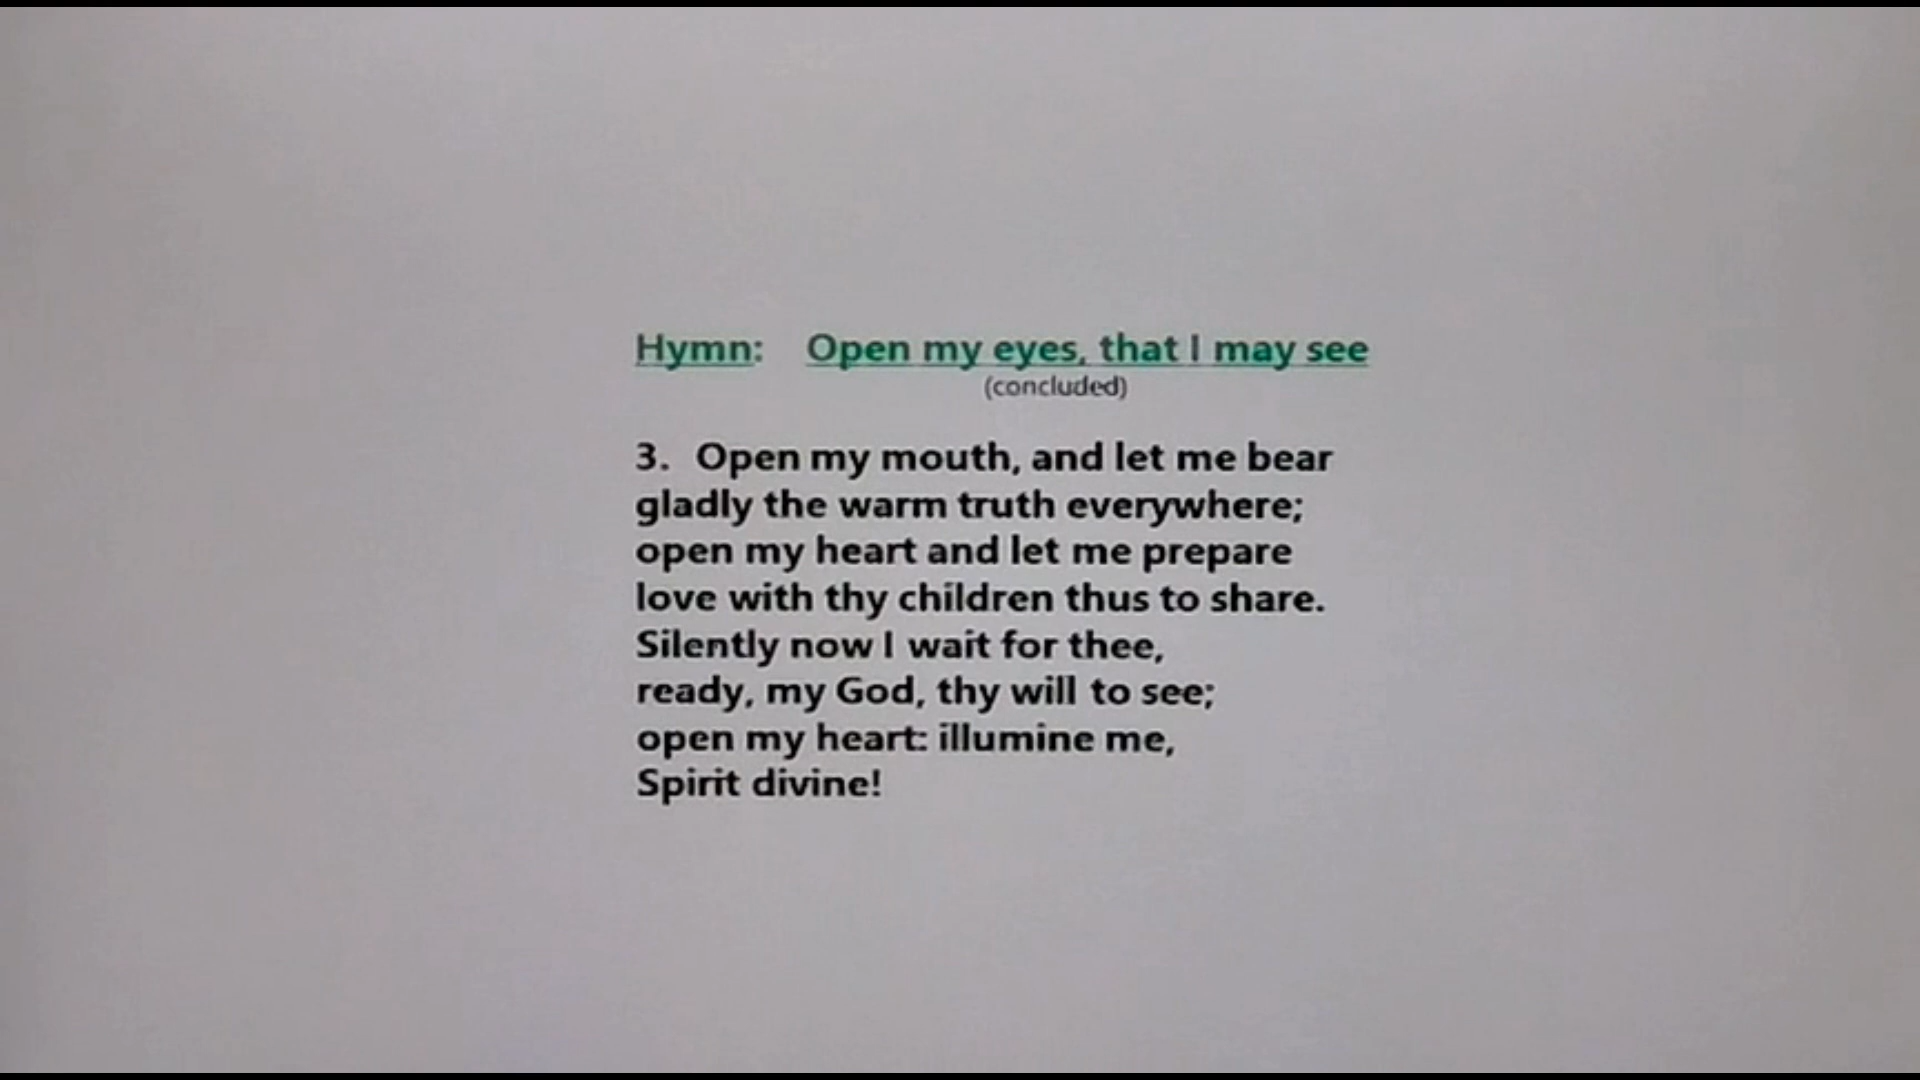 Hymn: Open my eyes, that I may see
(concluded)
3. Open my mouth, and let me bear
gladly the warm truth everywhere;
open my heart and let me prepare
love with thy children thus to share.
Silently now I wait for thee,
ready, my God, thy will to see;
open my heart: illumine me,
Spirit divine!